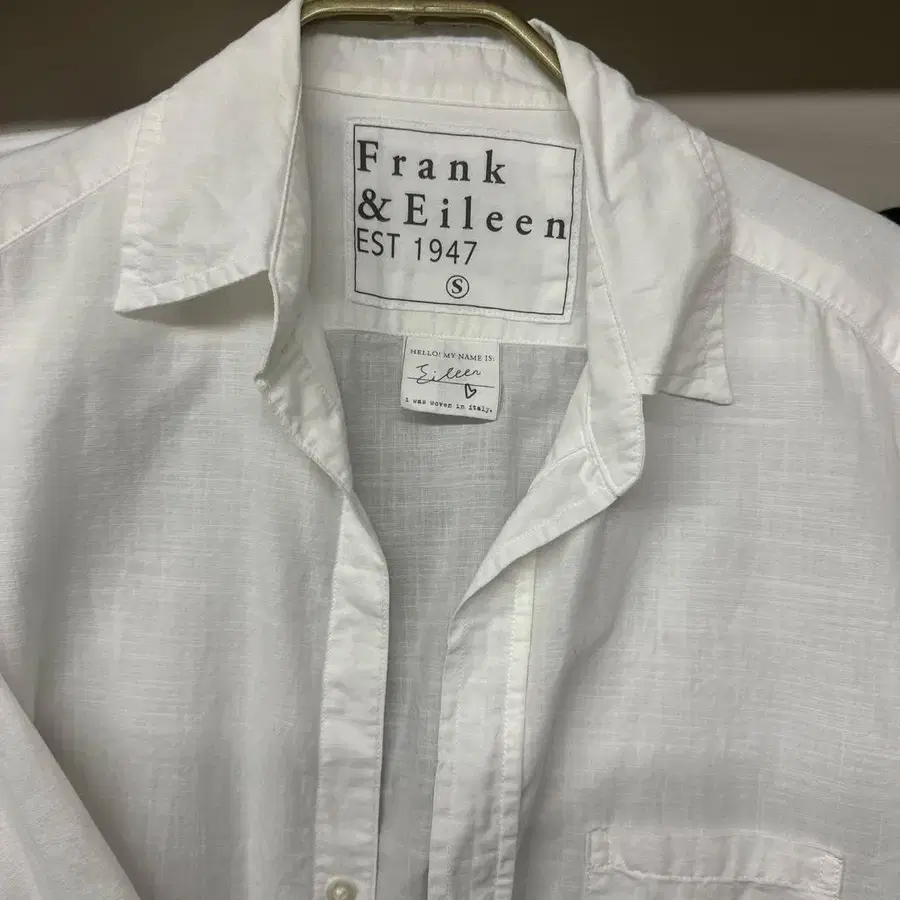 Frank
& Eileen
EST 1947
S
HELLO! MY NAME IS:
Eileen
i was woven in italy.